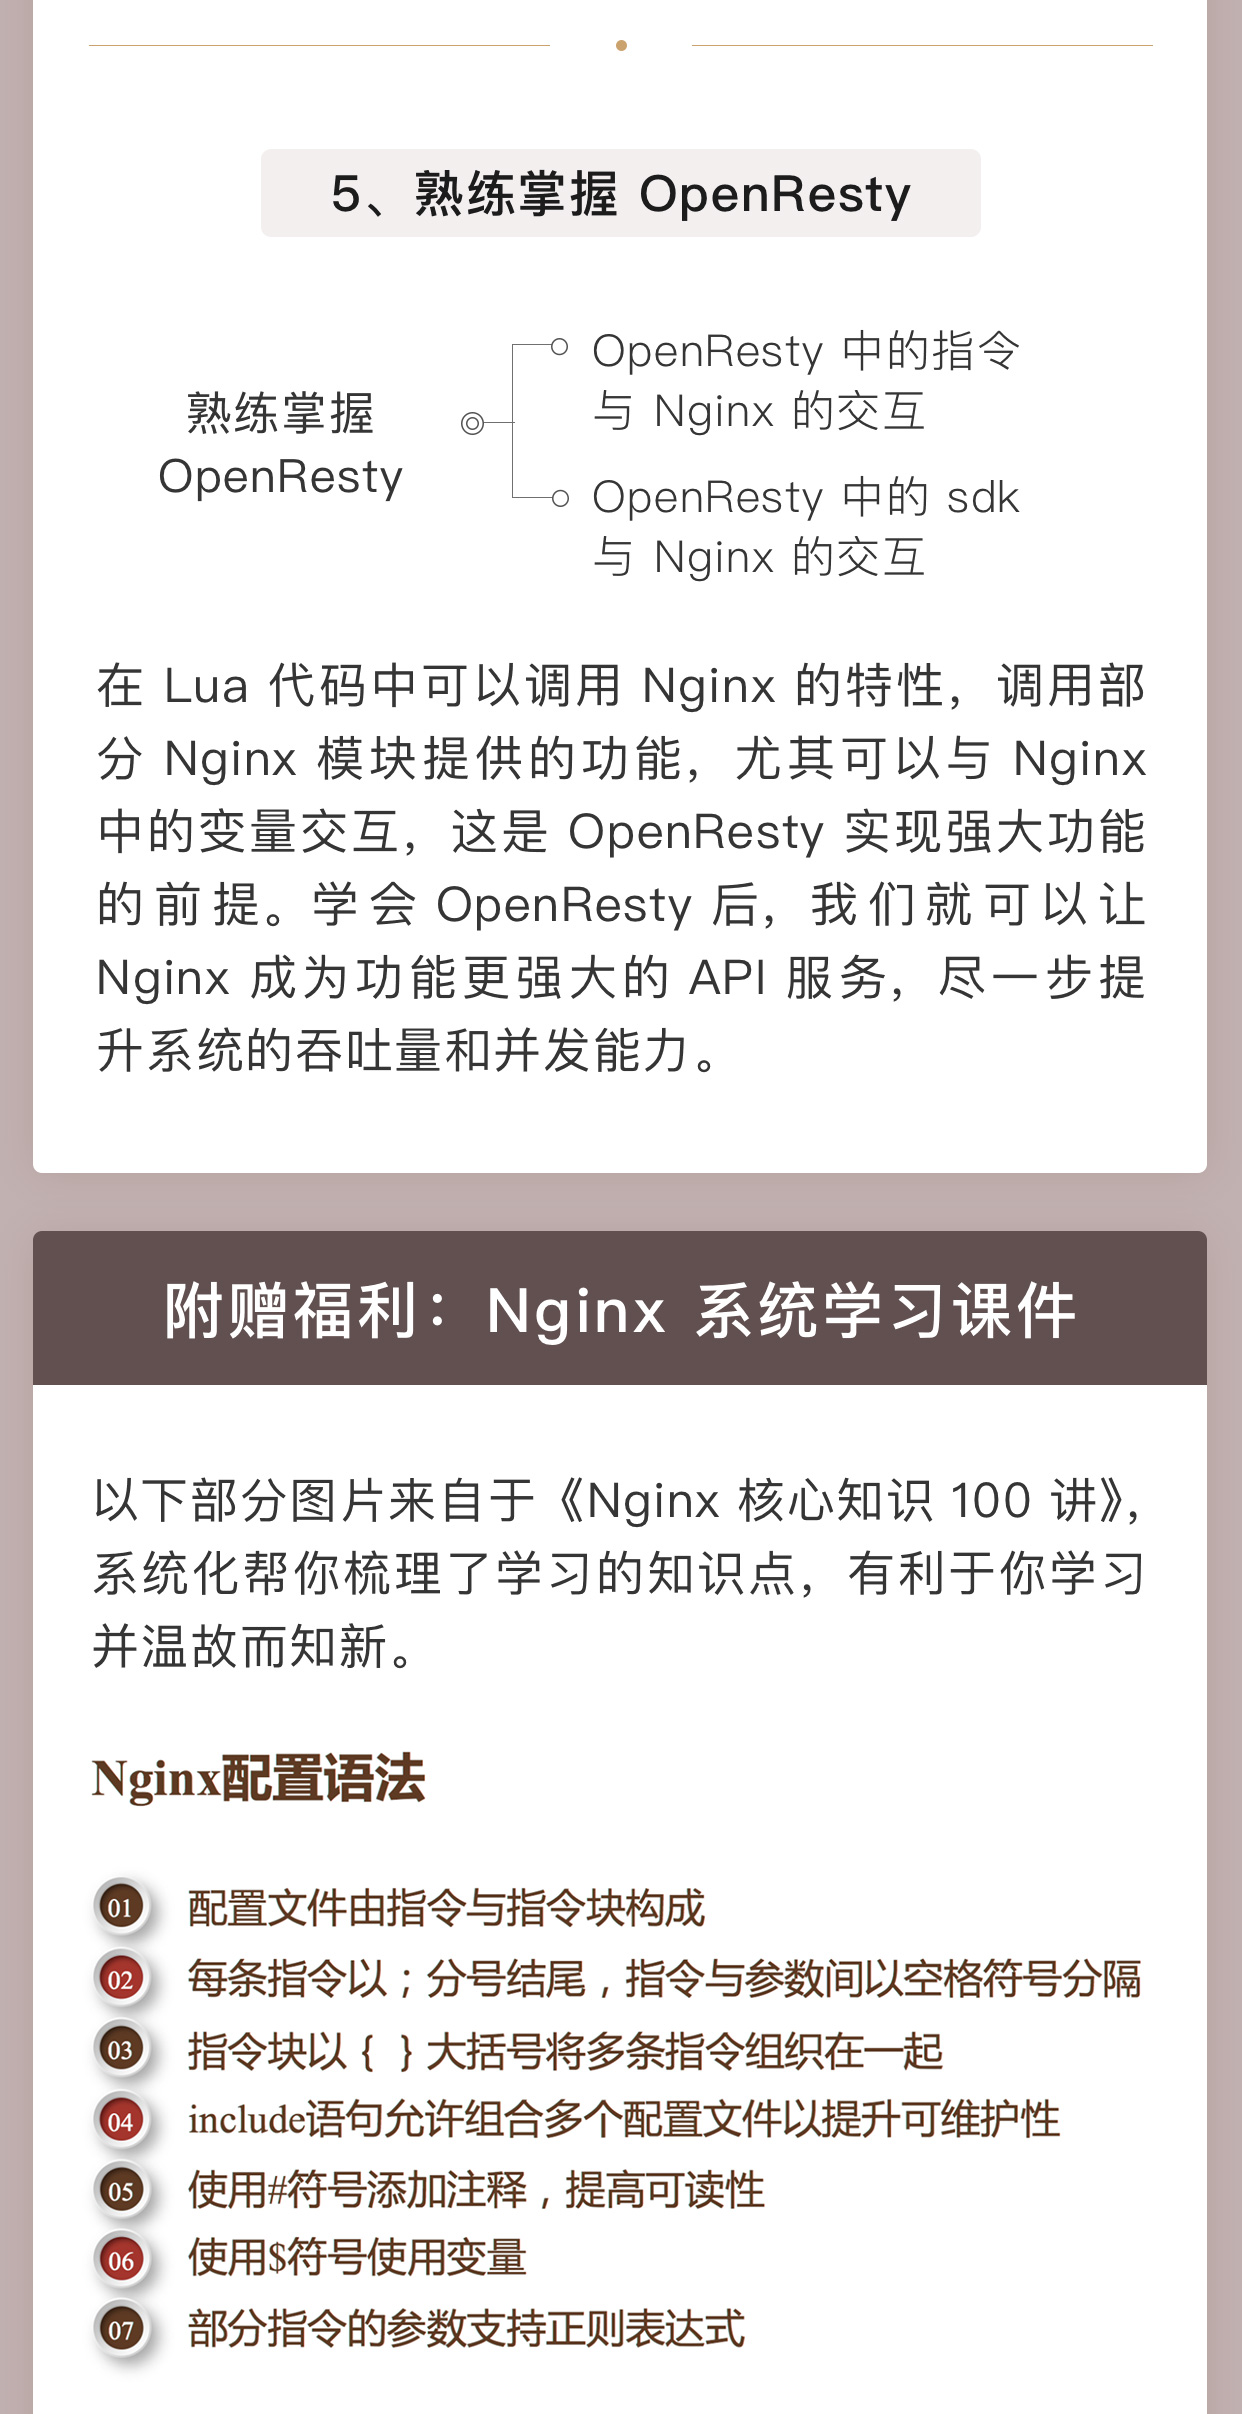 5、熟练掌握 OpenResty
熟练掌握
OpenResty
OpenResty 中的指令
与 Nginx 的交互
OpenResty 中的 sdk
与 Nginx 的交互
在 Lua 代码中可以调用 Nginx 的特性，调用部
分 Nginx 模块提供的功能，尤其可以与 Nginx
中的变量交互，这是 OpenResty 实现强大功能
的前提。学会 OpenResty 后，我们就可以让
Nginx 成为功能更强大的 API 服务，尽一步提
升系统的吞吐量和并发能力。
附赠福利：Nginx 系统学习课件
以下部分图片来自于《Nginx 核心知识 100 讲》，
系统化帮你梳理了学习的知识点，有利于你学习
并温故而知新。
Nginx配置语法
01 配置文件由指令与指令块构成
02 每条指令以；分号结尾，指令与参数间以空格符号分隔
03 指令块以 { } 大括号将多条指令组织在一起
04 include语句允许组合多个配置文件以提升可维护性
05 使用#符号添加注释，提高可读性
06 使用$符号使用变量
07 部分指令的参数支持正则表达式